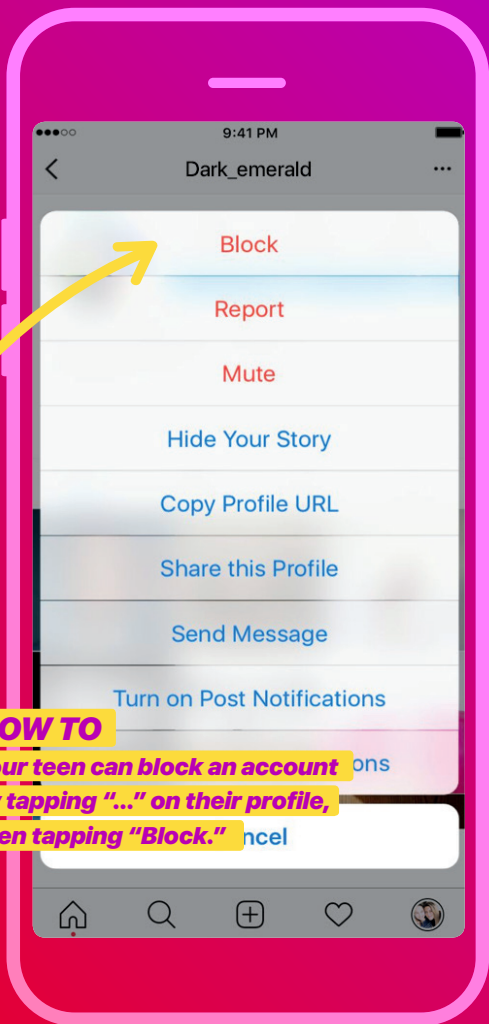 9:41 PM
Dark_emerald
Block
Report
Mute
Hide Your Story
Copy Profile URL
Share this Profile
Send Message
Turn on Post Notifications
OW TO
ur teen can block an account
tapping “...” on their profile,
en tapping “Block.”